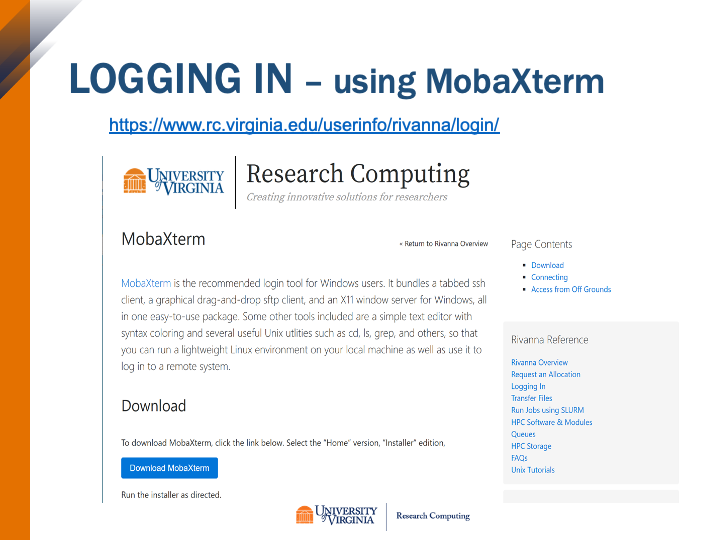 LOGGING IN – using MobaXterm
https://www.rc.virginia.edu/userinfo/rivanna/login/
UNIVERSITY of VIRGINIA
Research Computing
Creating innovative solutions for researchers
MobaXterm
« Return to Rivanna Overview
MobaXterm is the recommended login tool for Windows users. It bundles a tabbed ssh
client, a graphical drag-and-drop sftp client, and an X11 window server for Windows, all
in one easy-to-use package. Some other tools included are a simple text editor with
syntax coloring and several useful Unix utlities such as cd, ls, grep, and others, so that
you can run a lightweight Linux environment on your local machine as well as use it to
log in to a remote system.
Download
To download MobaXterm, click the link below. Select the "Home" version, "Installer" edition.
Download MobaXterm
Run the installer as directed.
Page Contents
Download
Connecting
Access from Off Grounds
Rivanna Reference
Rivanna Overview
Request an Allocation
Logging In
Transfer Files
Run Jobs using SLURM
HPC Software & Modules
Queues
HPC Storage
FAQs
Unix Tutorials
UNIVERSITY of VIRGINIA
Research Computing